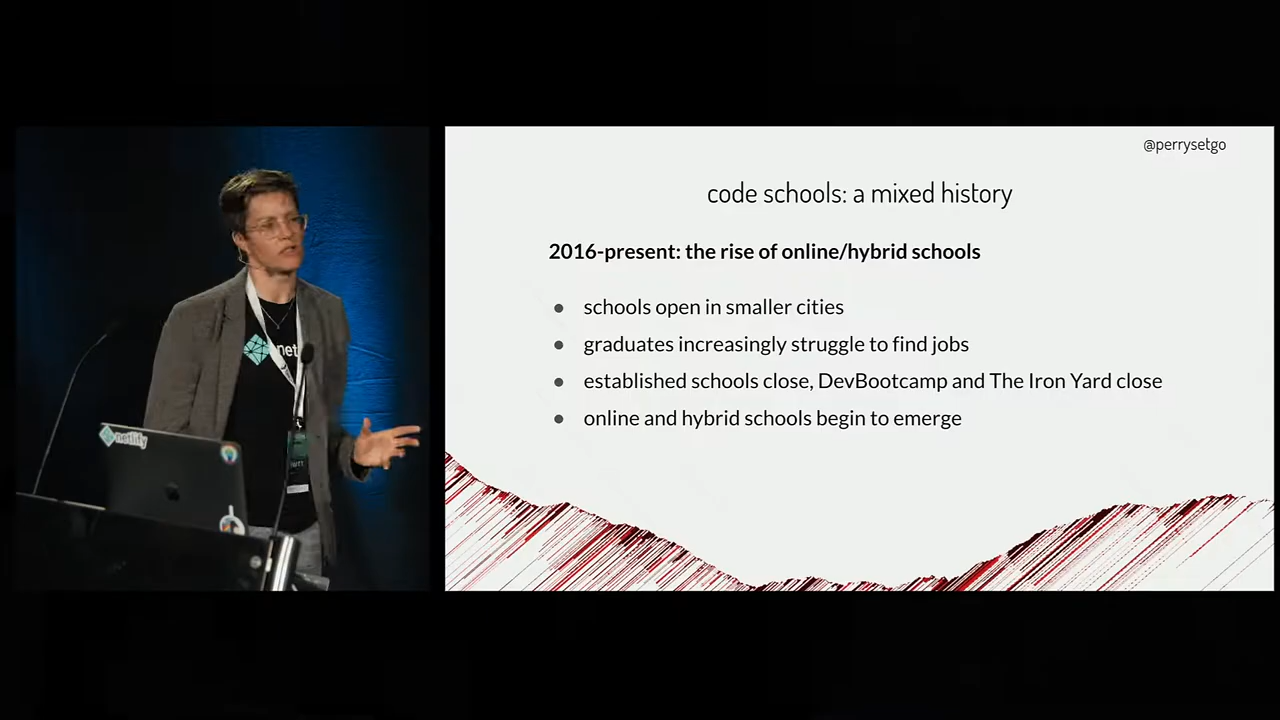 @perrysetgo
code schools: a mixed history
2016-present: the rise of online/hybrid schools
● schools open in smaller cities
● graduates increasingly struggle to find jobs
● established schools close, DevBootcamp and The Iron Yard close
● online and hybrid schools begin to emerge
netl
netlify